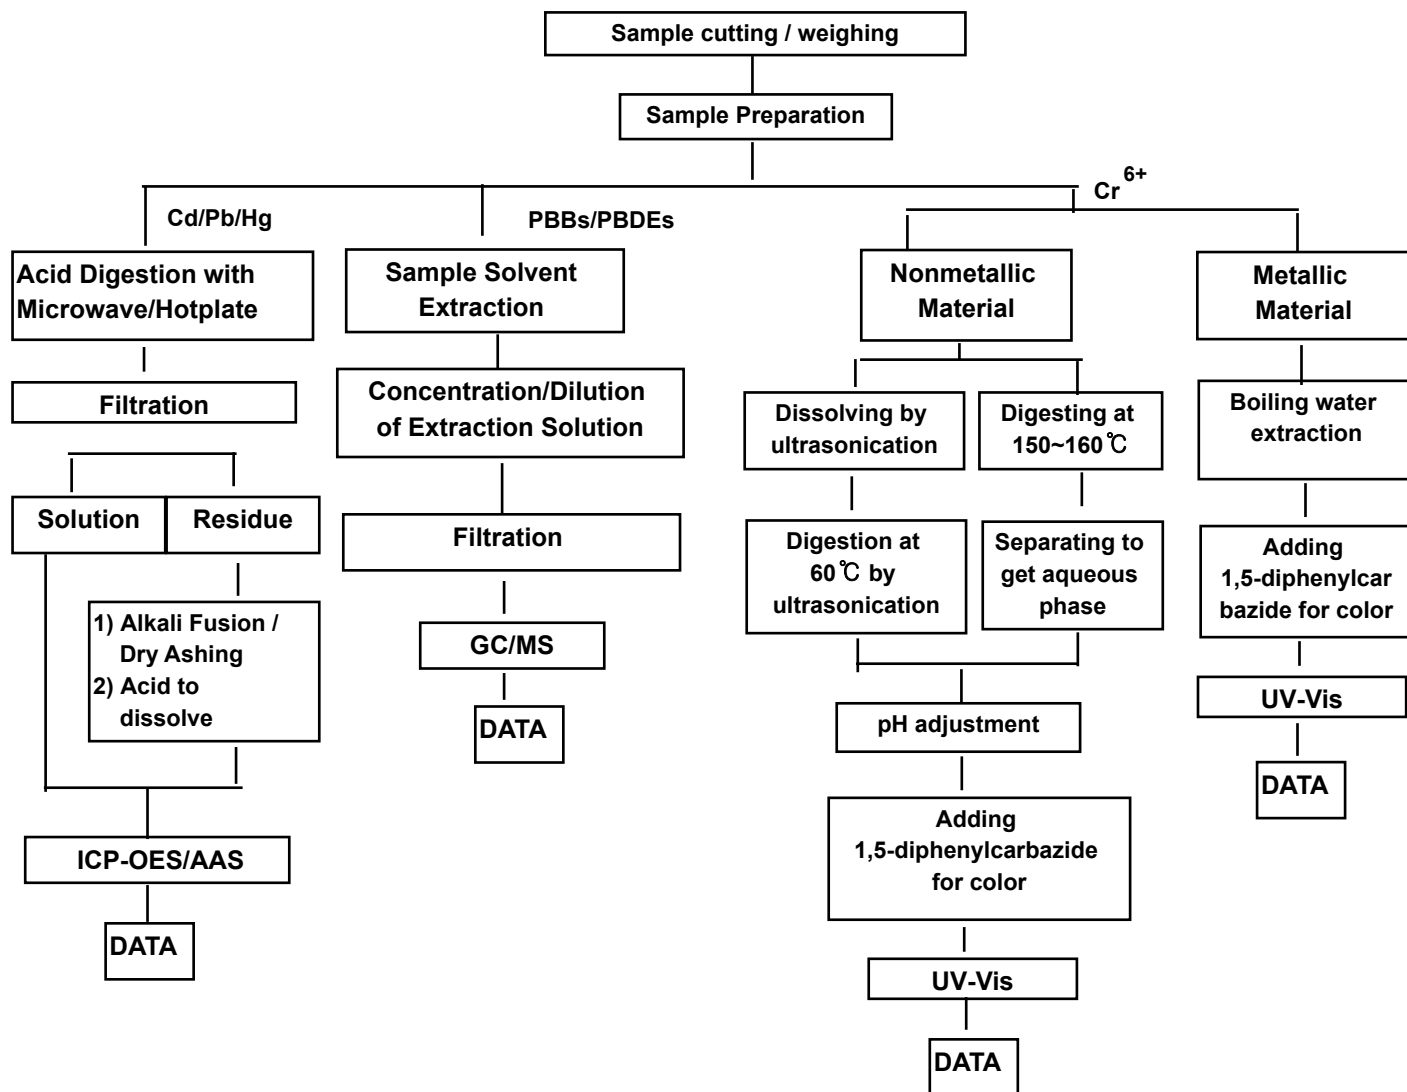 Sample cutting / weighing
Sample Preparation
Cd/Pb/Hg
PBBs/PBDEs
Cr 6+
Acid Digestion with
Microwave/Hotplate
Filtration
Solution
Residue
1) Alkali Fusion /
Dry Ashing
2) Acid to
dissolve
ICP-OES/AAS
DATA
Sample Solvent
Extraction
Concentration/Dilution
of Extraction Solution
Filtration
GC/MS
DATA
Nonmetallic
Material
Dissolving by
ultrasonication
Digestion at
60℃ by
ultrasonication
Digesting at
150~160℃
Separating to
get aqueous
phase
pH adjustment
Adding
1,5-diphenylcarbazide
for color
UV-Vis
DATA
Metallic
Material
Boiling water
extraction
Adding
1,5-diphenylcar
bazide for color
UV-Vis
DATA